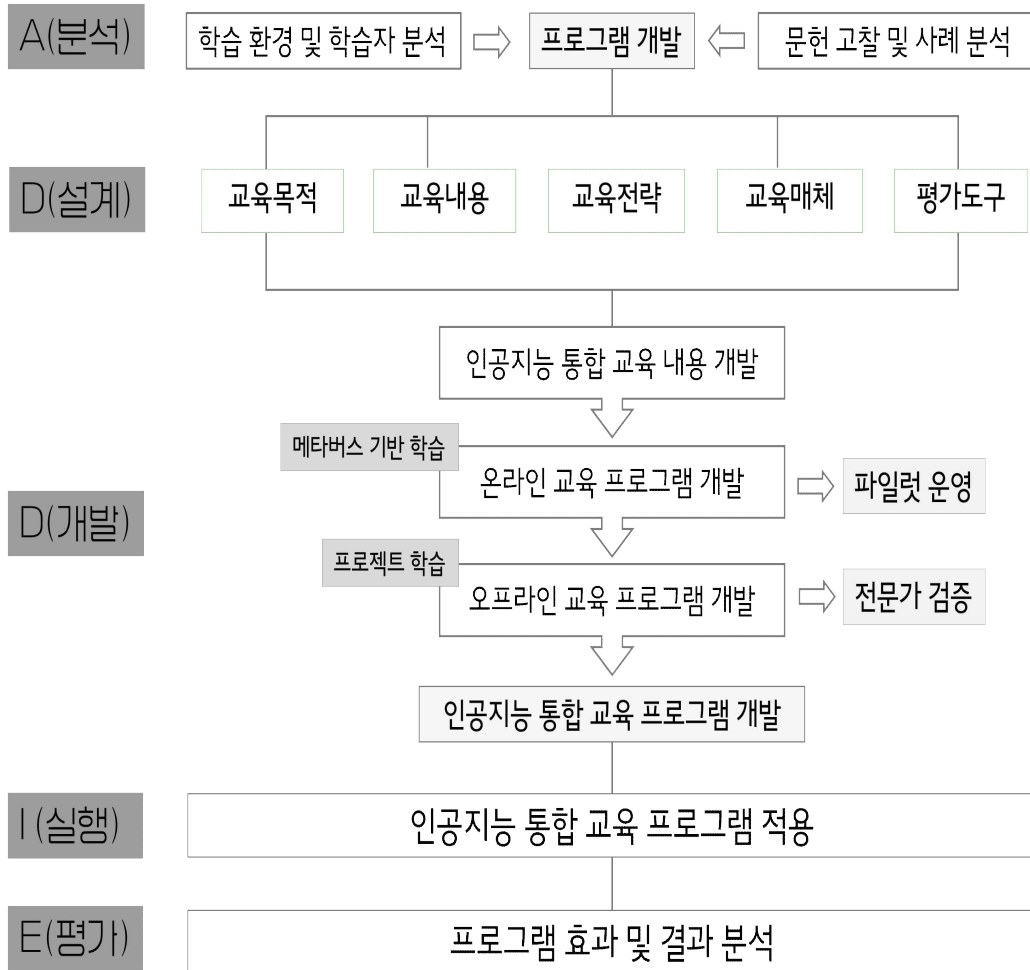 A(분석)
학습 환경 및 학습자 분석
프로그램 개발
문헌 고찰 및 사례 분석
D(설계)
교육목적
교육내용
교육전략
교육매체
평가도구
인공지능 통합 교육 내용 개발
메타버스 기반 학습
온라인 교육 프로그램 개발
파일럿 운영
D(개발)
프로젝트 학습
오프라인 교육 프로그램 개발
전문가 검증
인공지능 통합 교육 프로그램 개발
I(실행)
인공지능 통합 교육 프로그램 적용
E(평가)
프로그램 효과 및 결과 분석